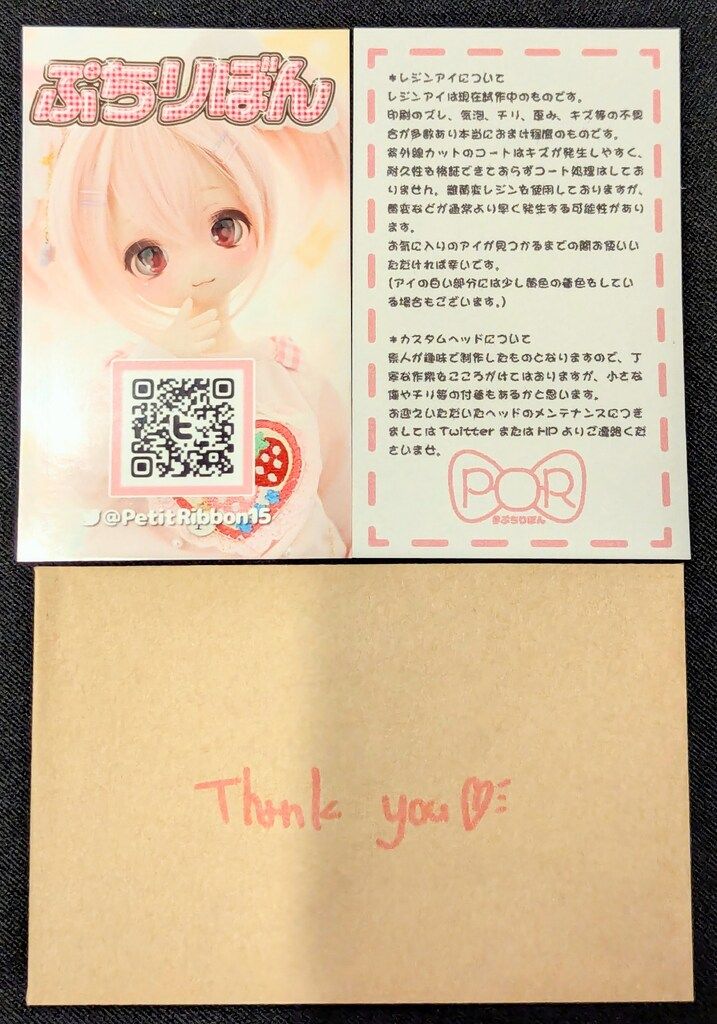 ぷちりぼん
@PetitRibbon15
*レジンアイについて
レジンアイは現在試作中のものです。
印刷のズレ、気泡、チリ、歪み、キズ等の不具
合が多数あり本当におまけ程度のものです。
紫外線カットのコートはキズが発生しやすく、
耐久性も検証できておらずコート処理はしてお
りません。難黄変レジンを使用しておりますが、
黄変などが通常より早く発生する可能性があり
ます。
お気に入りのアイが見つかるまでの間お使いい
ただければ幸いです。
(アイの白い部分には少し黄色の着色をしてい
る場合もございます。)
*カスタムヘッドについて
素人が趣味で制作したものとなりますので、丁
寧な作業をこころがけてはおりますが、小さな
傷やチリ等の付着もあるかと思います。
お迎えいただいたヘッドのメンテナンスにつき
ましてはTwitterまたはHPよりご連絡くだ
さいませ。
POR
@ぷちりぼん
Thank you